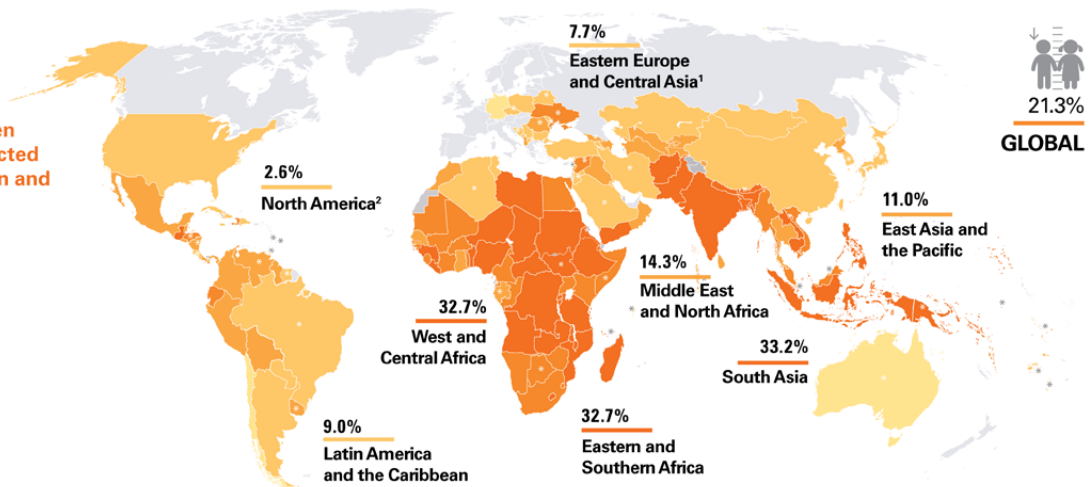 7.7%
Eastern Europe
and Central Asia¹
21.3%
GLOBAL
2.6%
North America²
11.0%
East Asia and
the Pacific
14.3%
Middle East
and North Africa
32.7%
West and
Central Africa
33.2%
South Asia
32.7%
Eastern and
Southern Africa
9.0%
Latin America
and the Caribbean